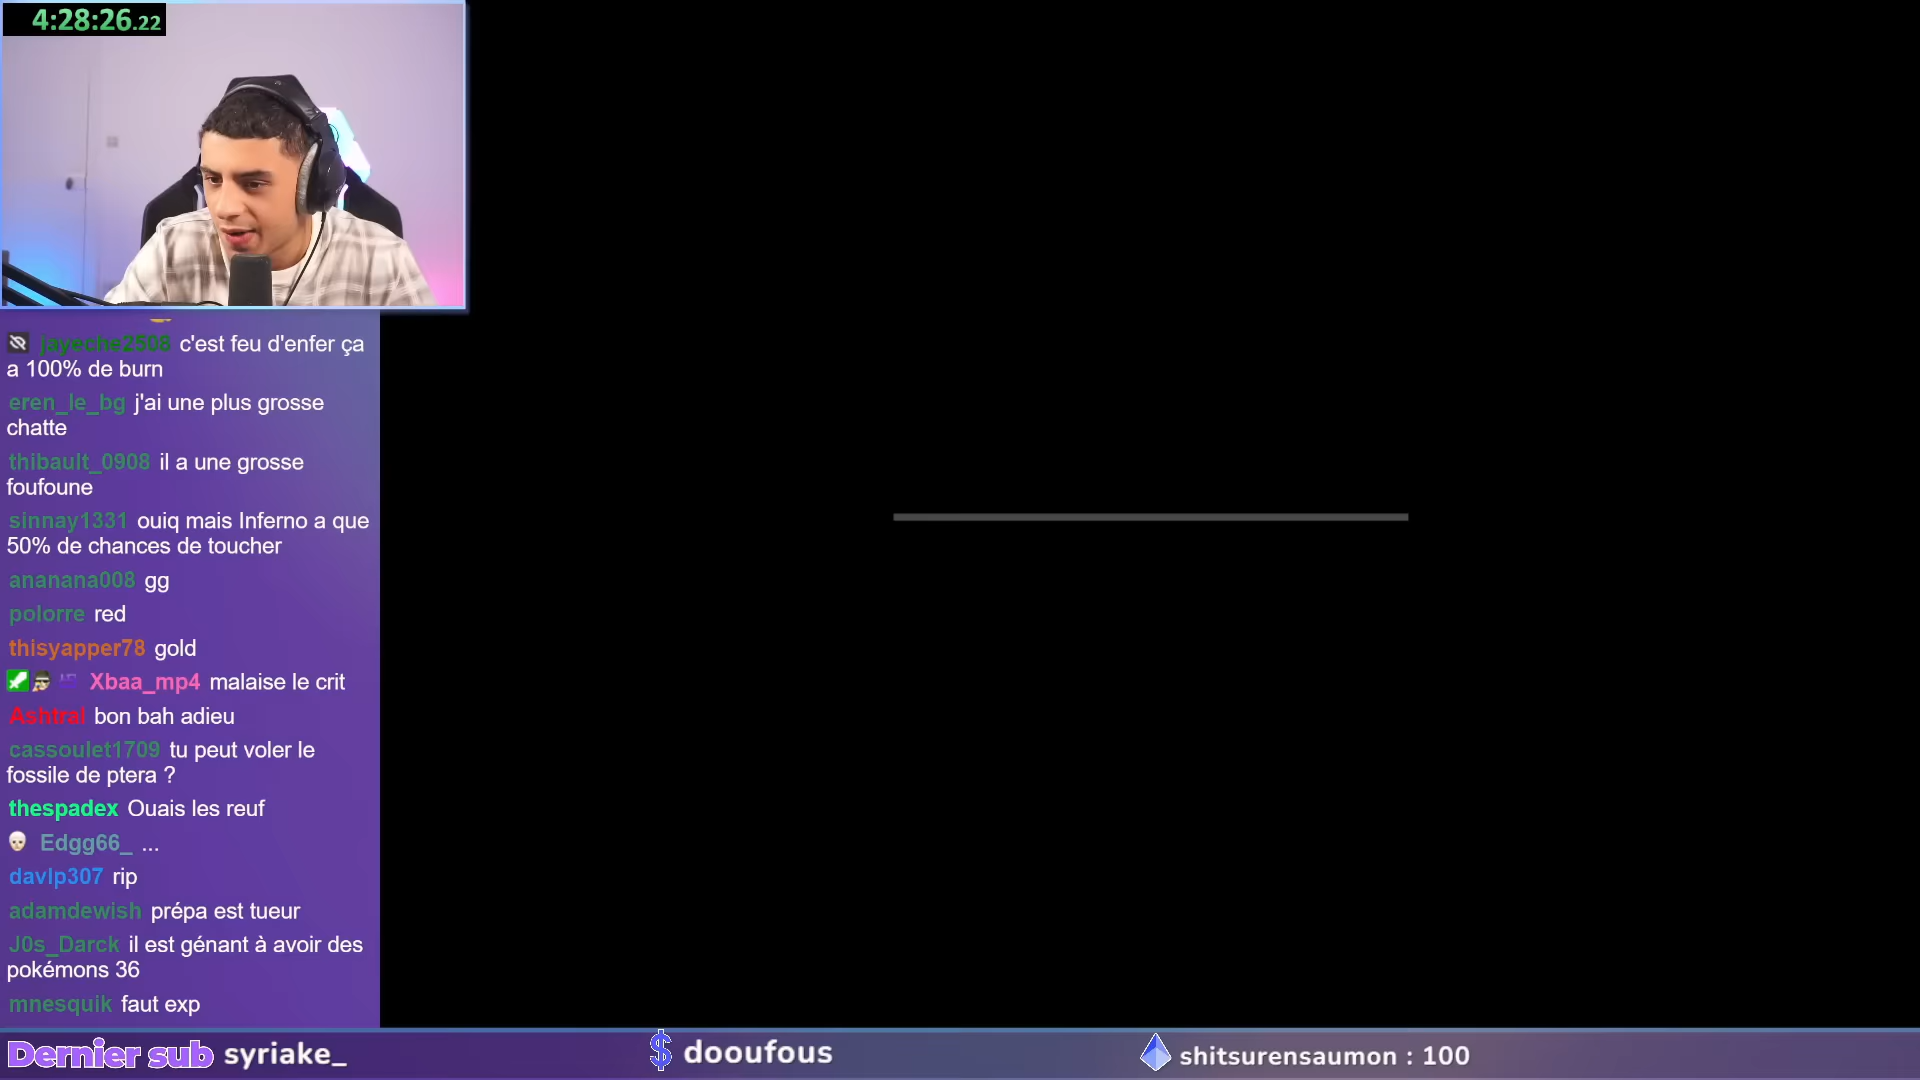 4:28:26.22
jayeche2508 c'est feu d'enfer ça
a 100% de burn
eren_le_bg j'ai une plus grosse
chatte
thibault_0908 il a une grosse
foufoune
sinnay1331 ouiq mais Inferno a que
50% de chances de toucher
ananana008 gg
polorre red
thisyapper78 gold
Xbaa_mp4 malaise le crit
Ashtral bon bah adieu
cassoulet1709 tu peut voler le
fossile de ptera ?
thespadex Ouais les reuf
Edgg66_ ...
davlp307 rip
adamdewish prépa est tueur
J0s_Darck il est génant à avoir des
pokémons 36
mnesquik faut exp
Dernier sub syriake_ $ dooufous shitsurensaumon : 100